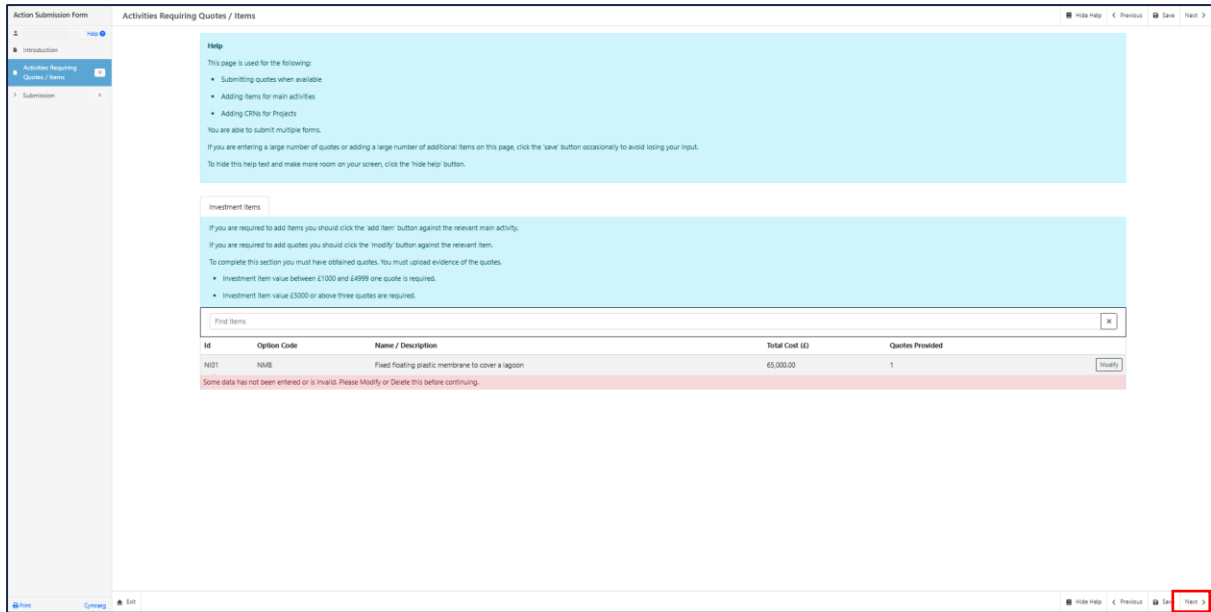 Action Submission Form
Activities Requiring Quotes / Items
Hide Help
Previous
Save
Next
Help
Introduction
Activities Requiring
Quotes / Items
Submission
Help
This page is used for the following:
• Submitting quotes when available
• Adding items for main activities
• Adding CRNs for Projects
You are able to submit multiple forms.
If you are entering a large number of quotes or adding a large number of additional items on this page, click the 'save' button occasionally to avoid losing your input.
To hide this help text and make more room on your screen, click the 'hide help' button.
Investment Items
If you are required to add items you should click the 'add item' button against the relevant main activity.
If you are required to add quotes you should click the 'modify' button against the relevant item.
To complete this section you must have obtained quotes. You must upload evidence of the quotes.
• Investment item value between £1000 and £4999 one quote is required.
• Investment item value £5000 or above three quotes are required.
Find Items
Id Option Code Name / Description Total Cost (£) Quotes Provided
NI01 NM8 Fixed floating plastic membrane to cover a lagoon 65,000.00 1 Modify
Some data has not been entered or is invalid. Please Modify or Delete this before continuing.
Print
Cymraeg
Exit
Hide Help
Previous
Save
Next